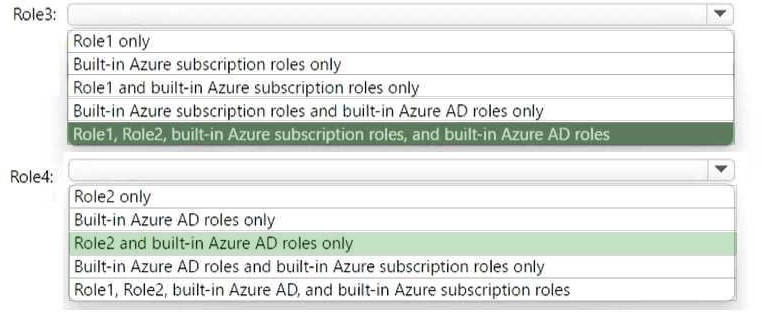 Role3:
Role1 only
Built-in Azure subscription roles only
Role1 and built-in Azure subscription roles only
Built-in Azure subscription roles and built-in Azure AD roles only
Role1, Role2, built-in Azure subscription roles, and built-in Azure AD roles
Role4:
Role2 only
Built-in Azure AD roles only
Role2 and built-in Azure AD roles only
Built-in Azure AD roles and built-in Azure subscription roles only
Role1, Role2, built-in Azure AD, and built-in Azure subscription roles